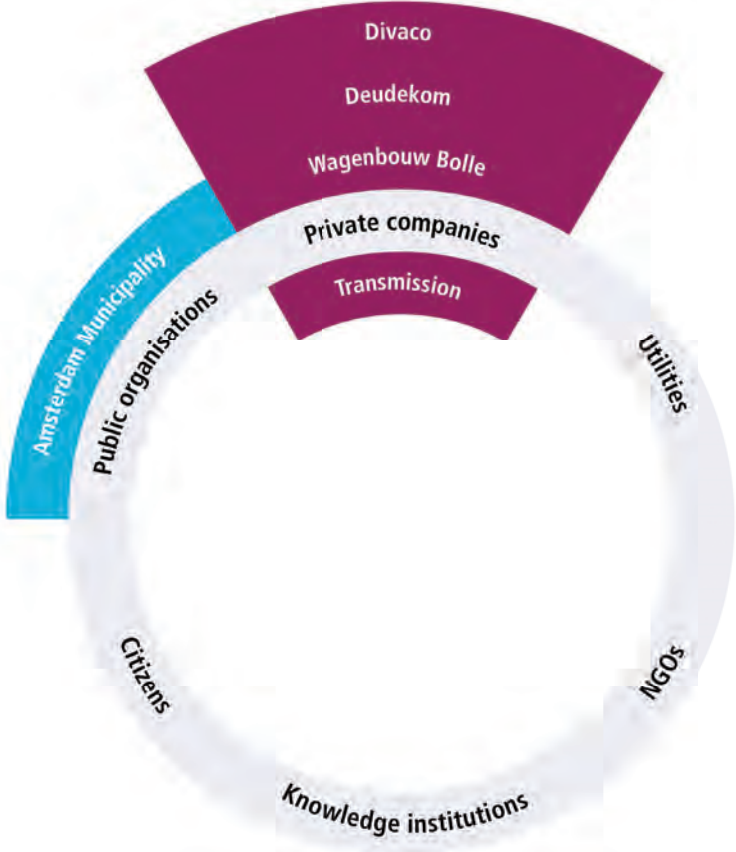 Divaco
Deudekom
Wagenbouw Bolle
Private companies
Transmission
Amsterdam Municipality
Public organisations
Utilities
Citizens
NGOs
Knowledge institutions